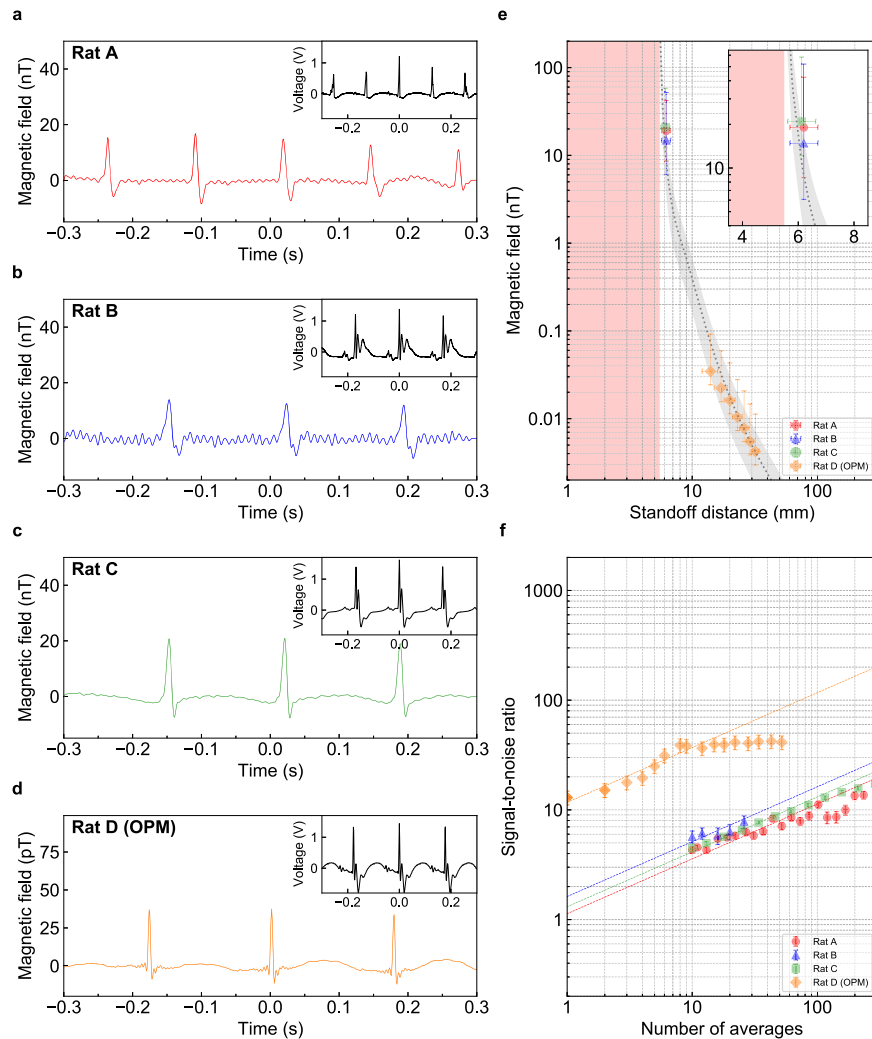 a
Rat A
Magnetic field (nT)
40
20
0
−0.3 −0.2 −0.1 0.0 0.1 0.2 0.3
Time (s)
Voltage (V)
1
0
−0.2 0.0 0.2
b
Rat B
Magnetic field (nT)
40
20
0
−0.3 −0.2 −0.1 0.0 0.1 0.2 0.3
Time (s)
Voltage (V)
1
0
−0.2 0.0 0.2
c
Rat C
Magnetic field (nT)
40
20
0
−0.3 −0.2 −0.1 0.0 0.1 0.2 0.3
Time (s)
Voltage (V)
1
0
−0.2 0.0 0.2
d
Rat D (OPM)
Magnetic field (pT)
75
50
25
0
−0.3 −0.2 −0.1 0.0 0.1 0.2 0.3
Time (s)
Voltage (V)
1
0
−0.2 0.0 0.2
e
Magnetic field (nT)
100
10
1
0.1
0.01
1 10 100
Standoff distance (mm)
10
4 6 8
Rat A
Rat B
Rat C
Rat D (OPM)
f
Signal-to-noise ratio
1000
100
10
1
1 10 100
Number of averages
Rat A
Rat B
Rat C
Rat D (OPM)